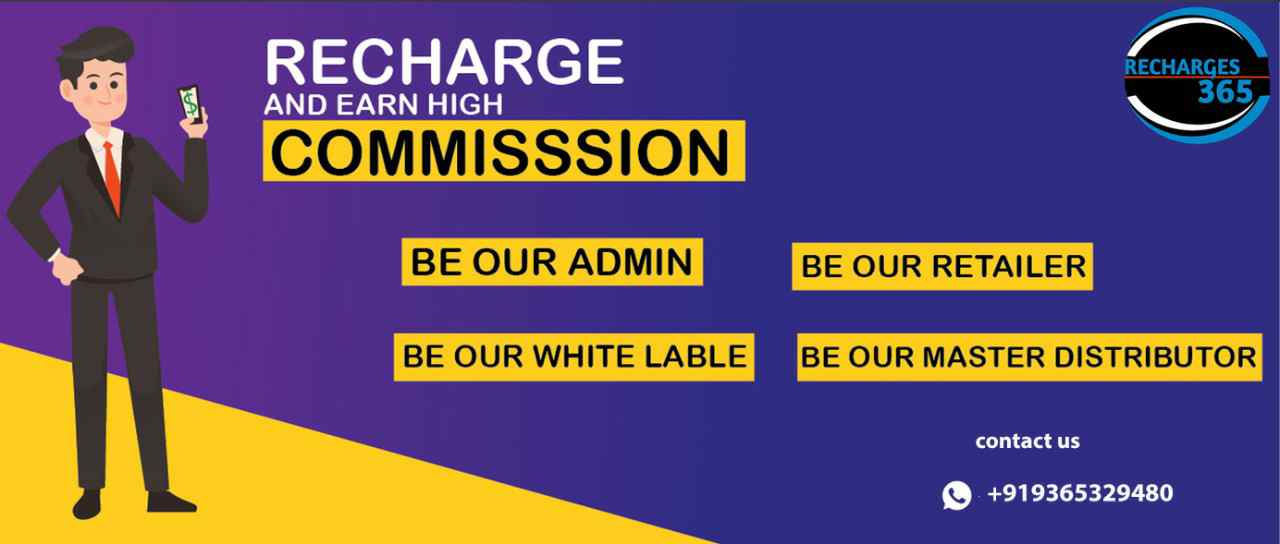 RECHARGE
AND EARN HIGH
COMMISSSION
RECHARGES
365
BE OUR ADMIN
BE OUR RETAILER
BE OUR WHITE LABLE
BE OUR MASTER DISTRIBUTOR
contact us
+919365329480
$